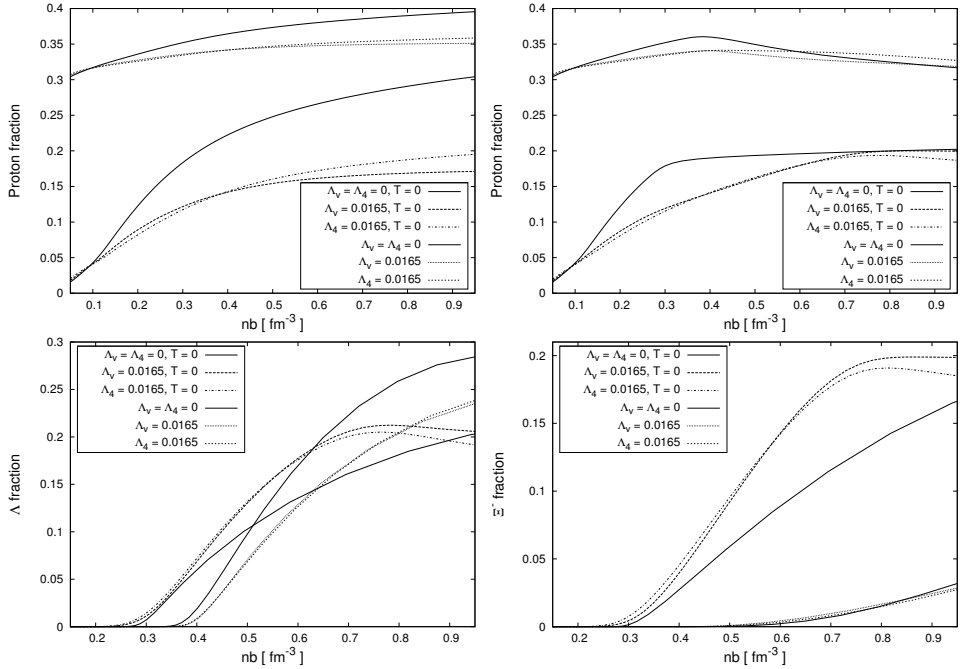 0.4
0.35
0.3
0.25
0.2
0.15
0.1
0.05
0
Proton fraction
Λv = Λ4 = 0, T = 0
Λv = 0.0165, T = 0
Λ4 = 0.0165, T = 0
Λv = Λ4 = 0
Λv = 0.0165
Λ4 = 0.0165
0.1 0.2 0.3 0.4 0.5 0.6 0.7 0.8 0.9
nb [ fm-3 ]
0.4
0.35
0.3
0.25
0.2
0.15
0.1
0.05
0
Proton fraction
Λv = Λ4 = 0, T = 0
Λv = 0.0165, T = 0
Λ4 = 0.0165, T = 0
Λv = Λ4 = 0
Λv = 0.0165
Λ4 = 0.0165
0.1 0.2 0.3 0.4 0.5 0.6 0.7 0.8 0.9
nb [ fm-3 ]
0.3
0.25
0.2
0.15
0.1
0.05
0
Λ fraction
Λv = Λ4 = 0, T = 0
Λv = 0.0165, T = 0
Λ4 = 0.0165, T = 0
Λv = Λ4 = 0
Λv = 0.0165
Λ4 = 0.0165
0.2 0.3 0.4 0.5 0.6 0.7 0.8 0.9
nb [ fm-3 ]
0.2
0.15
0.1
0.05
0
Ξ- fraction
Λv = Λ4 = 0, T = 0
Λv = 0.0165, T = 0
Λ4 = 0.0165, T = 0
Λv = Λ4 = 0
Λv = 0.0165
Λ4 = 0.0165
0.2 0.3 0.4 0.5 0.6 0.7 0.8 0.9
nb [ fm-3 ]